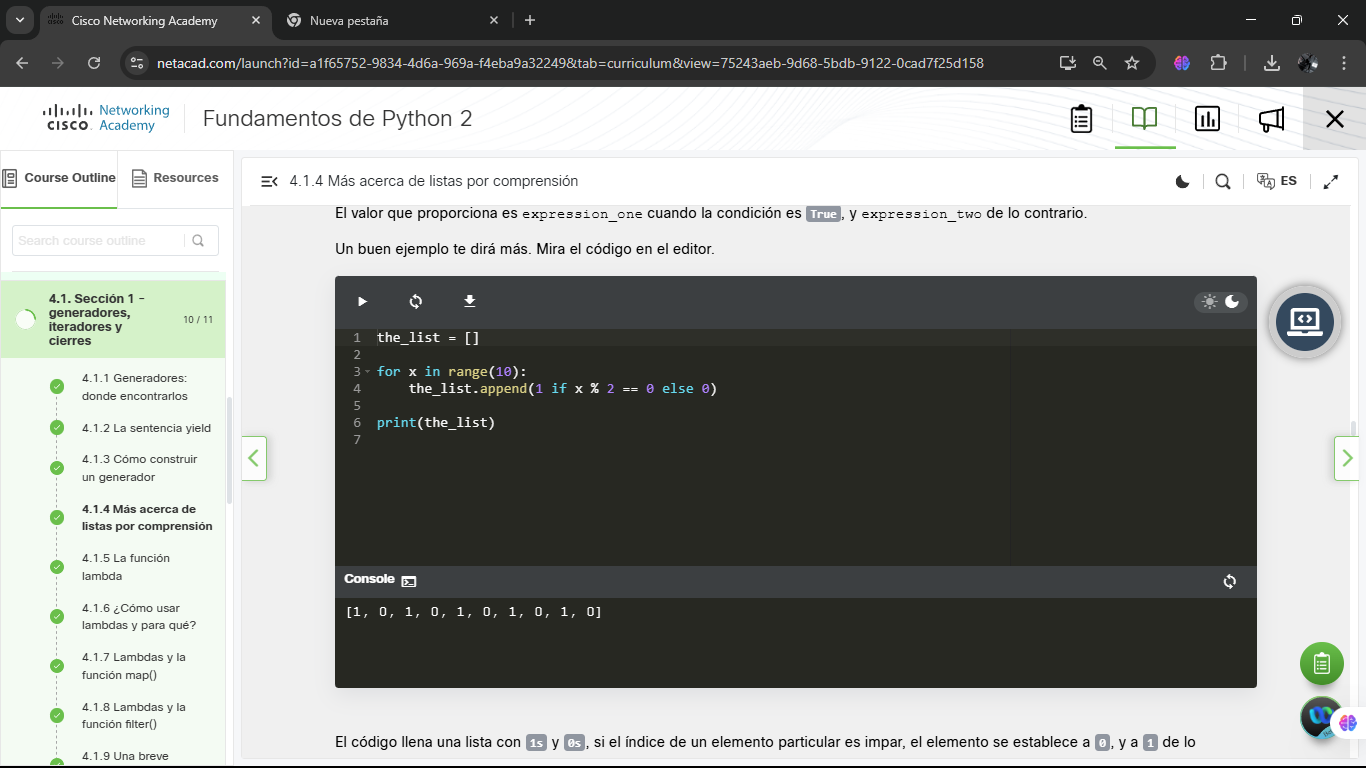 Cisco Networking Academy
Nueva pestaña
netacad.com/launch?id=a1f65752-9834-4d6a-969a-f4eba9a32249&tab=curriculum&view=75243aeb-9d68-5bdb-9122-0cad7f25d158
CISCO Networking Academy
Fundamentos de Python 2
Course Outline
Resources
Search course outline
4.1. Sección 1 - generadores, iteradores y cierres
10 / 11
4.1.1 Generadores: donde encontrarlos
4.1.2 La sentencia yield
4.1.3 Cómo construir un generador
4.1.4 Más acerca de listas por comprensión
4.1.5 La función lambda
4.1.6 ¿Cómo usar lambdas y para qué?
4.1.7 Lambdas y la función map()
4.1.8 Lambdas y la función filter()
4.1.9 Una breve
4.1.4 Más acerca de listas por comprensión
ES
El valor que proporciona es expression_one cuando la condición es True, y expression_two de lo contrario.
Un buen ejemplo te dirá más. Mira el código en el editor.
1 the_list = []
2
3 for x in range(10):
4     the_list.append(1 if x % 2 == 0 else 0)
5
6 print(the_list)
7
Console
[1, 0, 1, 0, 1, 0, 1, 0, 1, 0]
El código llena una lista con 1s y 0s, si el índice de un elemento particular es impar, el elemento se establece a 0, y a 1 de lo